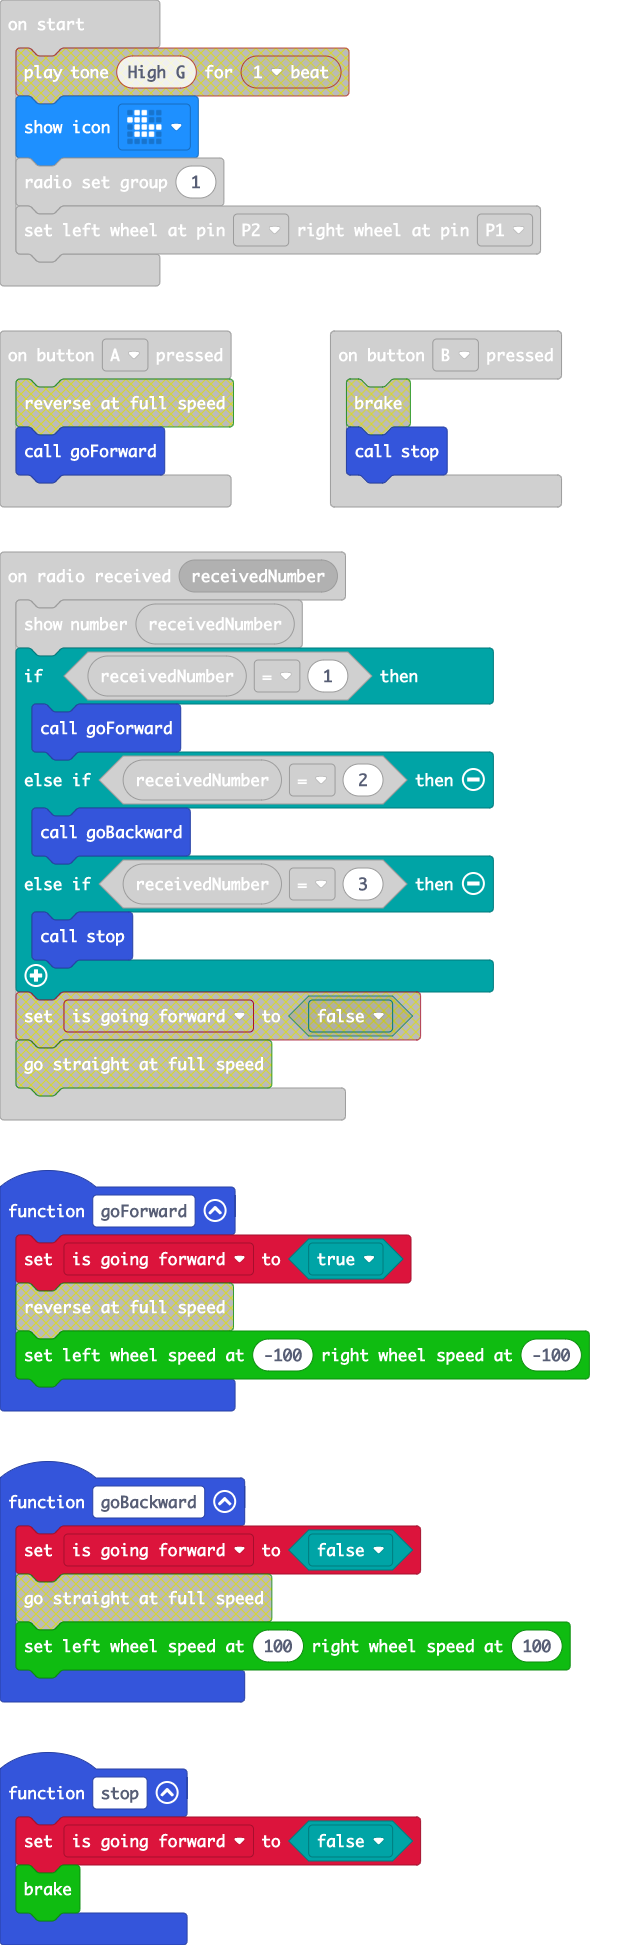 on start
play tone High G for 1 beat
show icon
radio set group 1
set left wheel at pin P2 right wheel at pin P1
on button A pressed
reverse at full speed
call goForward
on button B pressed
brake
call stop
on radio received receivedNumber
show number receivedNumber
if receivedNumber = 1 then
call goForward
else if receivedNumber = 2 then
call goBackward
else if receivedNumber = 3 then
call stop
set is going forward to false
go straight at full speed
function goForward
set is going forward to true
reverse at full speed
set left wheel speed at -100 right wheel speed at -100
function goBackward
set is going forward to false
go straight at full speed
set left wheel speed at 100 right wheel speed at 100
function stop
set is going forward to false
brake